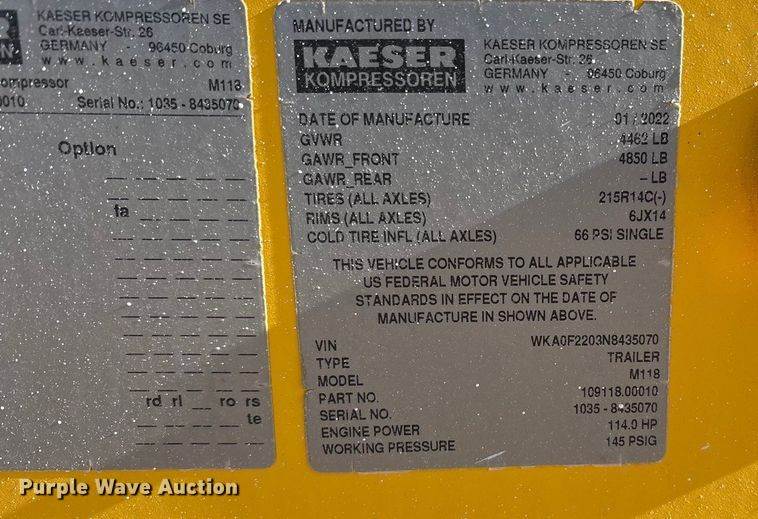 KAESER KOMPRESSOREN SE
Carl-Kaeser-Str. 26
GERMANY - 96450 Coburg
www.kaeser.com
ompressor M118
0010 Serial No.: 1035 - 8435070
Option
ta
rd rl ro rs
te
MANUFACTURED BY
KAESER
KOMPRESSOREN
KAESER KOMPRESSOREN SE
Carl-Kaeser-Str. 26
GERMANY - 96450 Coburg
www.kaeser.com
DATE OF MANUFACTURE 01 / 2022
GVWR 4462 LB
GAWR_FRONT 4850 LB
GAWR_REAR – LB
TIRES (ALL AXLES) 215R14C(-)
RIMS (ALL AXLES) 6JX14
COLD TIRE INFL (ALL AXLES) 66 PSI SINGLE
THIS VEHICLE CONFORMS TO ALL APPLICABLE
US FEDERAL MOTOR VEHICLE SAFETY
STANDARDS IN EFFECT ON THE DATE OF
MANUFACTURE IN SHOWN ABOVE.
VIN WKA0F2203N8435070
TYPE TRAILER
MODEL M118
PART NO. 109118.00010
SERIAL NO. 1035 - 8435070
ENGINE POWER 114.0 HP
WORKING PRESSURE 145 PSIG
Purple Wave Auction